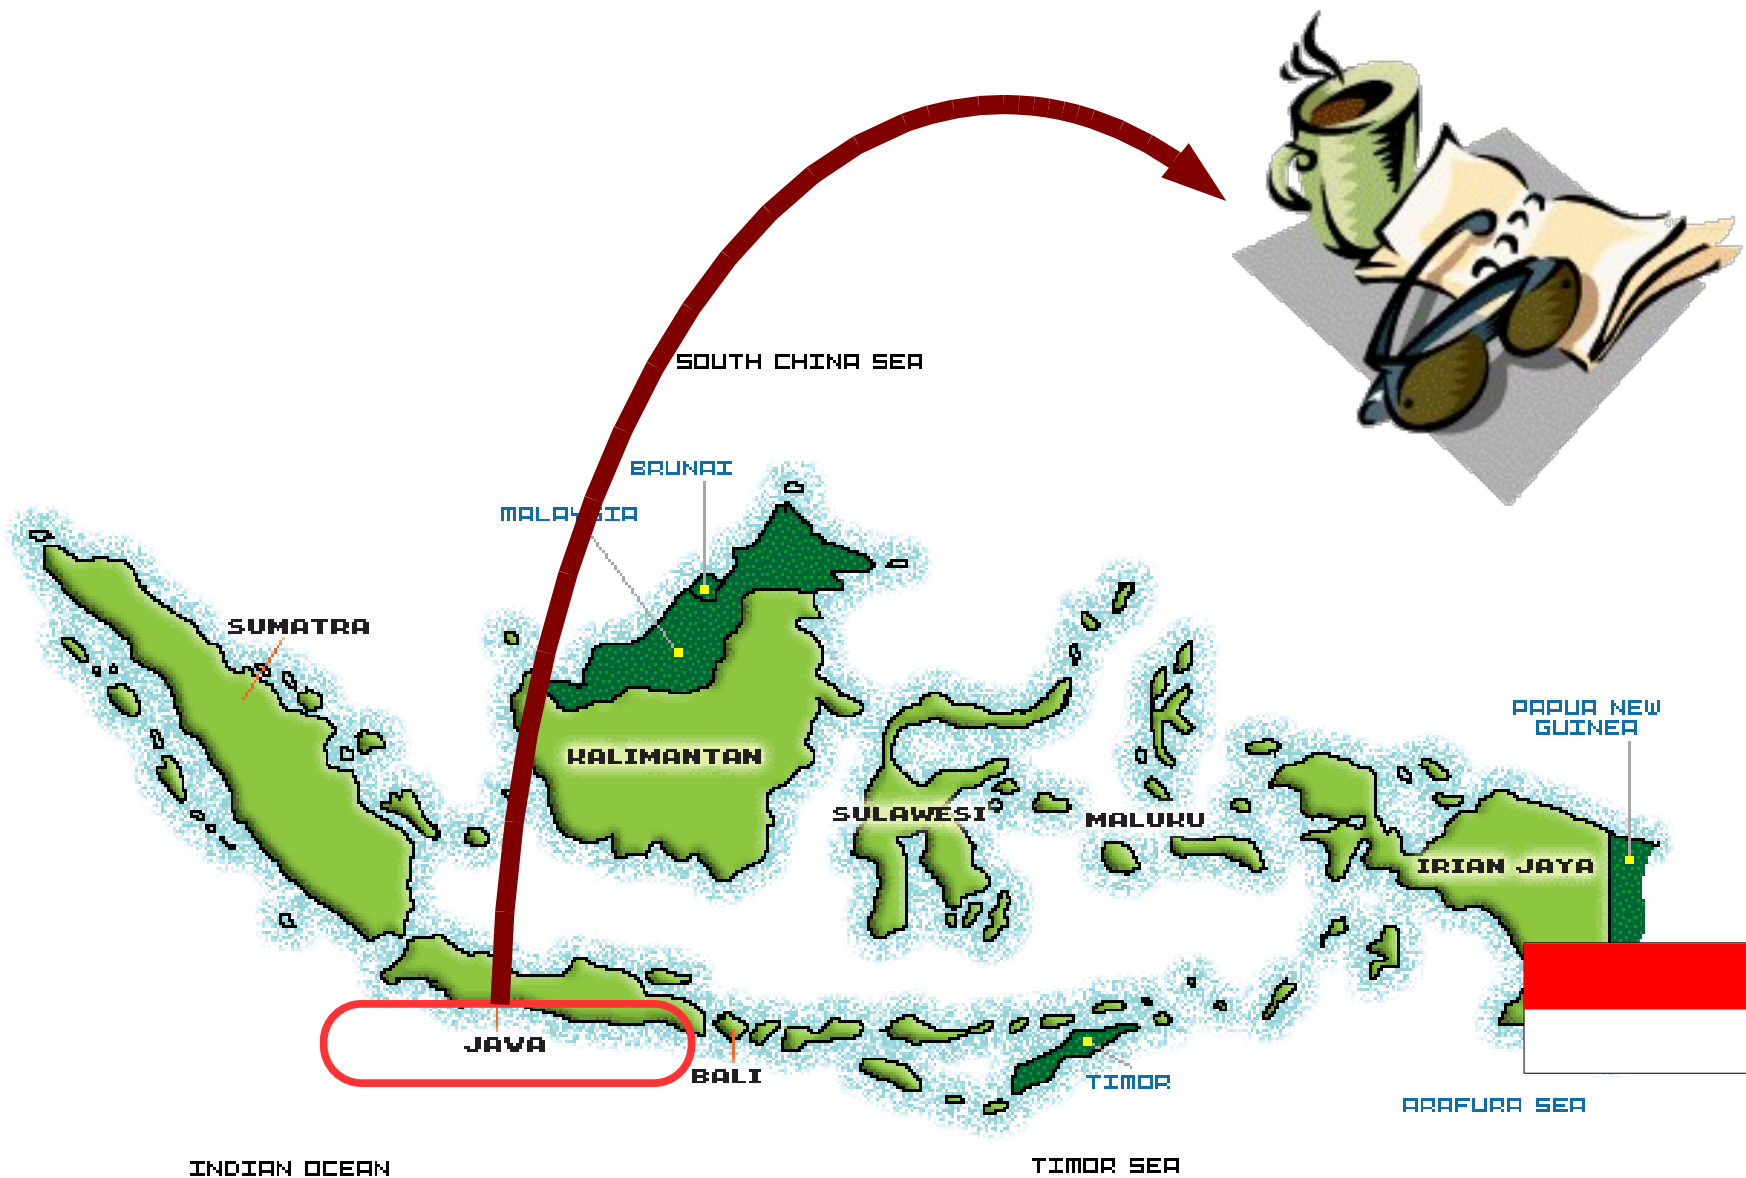 SOUTH CHINA SEA
BRUNAI
MALAYSIA
SUMATRA
PAPUA NEW
GUINEA
KALIMANTAN
SULAWESI
MALUKU
IRIAN JAYA
JAVA
BALI
TIMOR
ARAFURA SEA
INDIAN OCEAN
TIMOR SEA